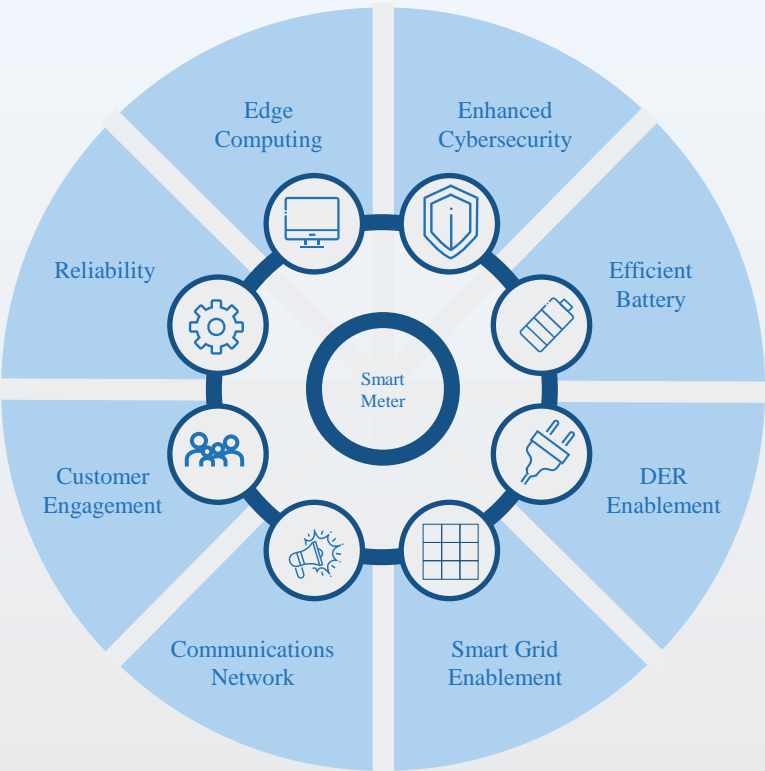 Edge
Computing
Enhanced
Cybersecurity
Reliability
Efficient
Battery
Smart
Meter
Customer
Engagement
DER
Enablement
Communications
Network
Smart Grid
Enablement